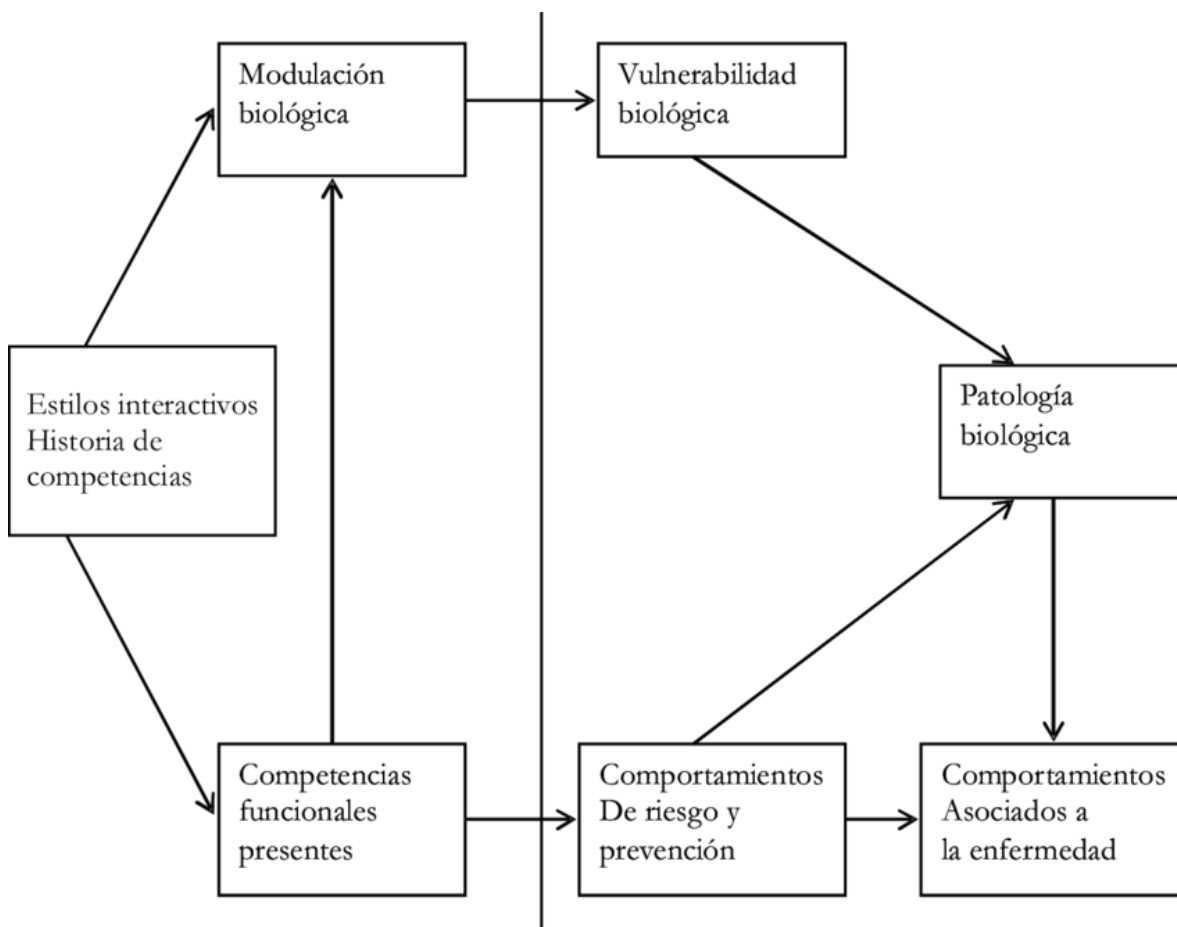 Modulación
biológica
Vulnerabilidad
biológica
Estilos interactivos
Historia de
competencias
Patología
biológica
Competencias
funcionales
presentes
Comportamientos
De riesgo y
prevención
Comportamientos
Asociados a
la enfermedad